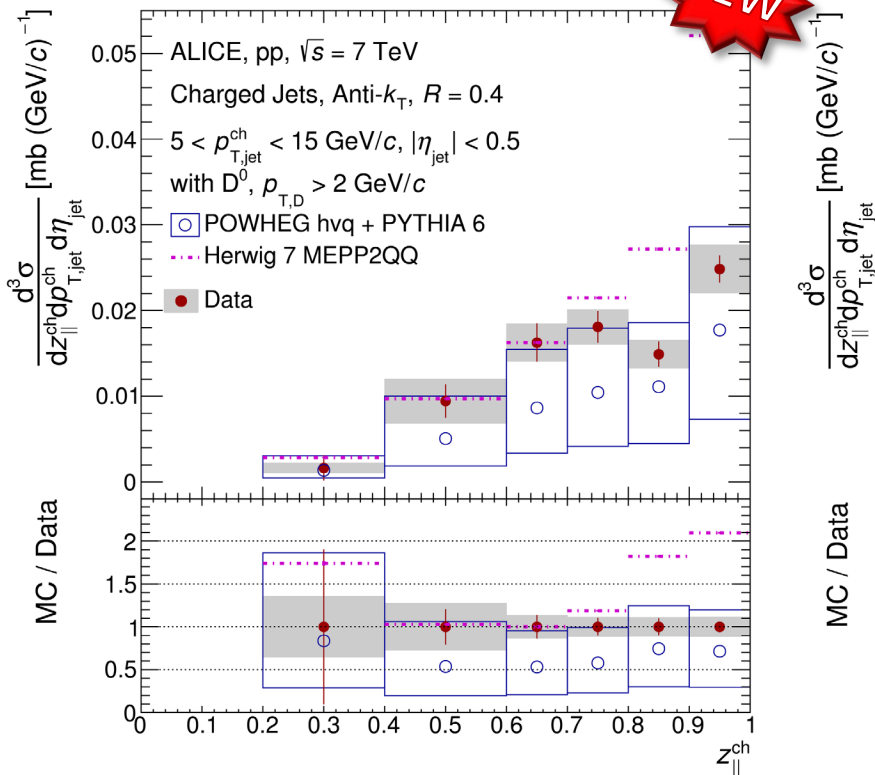 ALICE, pp, √s = 7 TeV
Charged Jets, Anti-k_T, R = 0.4
5 < p^ch_T,jet < 15 GeV/c, |η_jet| < 0.5
with D⁰, p_T,D > 2 GeV/c
POWHEG hvq + PYTHIA 6
Herwig 7 MEPP2QQ
Data
d³σ / dz^ch_|| dp^ch_T,jet dη_jet [mb (GeV/c)⁻¹]
0.05
0.04
0.03
0.02
0.01
0
d³σ / dz^ch_|| dp^ch_T,jet dη_jet [mb (GeV/c)⁻¹]
MC / Data
2
1.5
1
0.5
0
MC / Data
0 0.1 0.2 0.3 0.4 0.5 0.6 0.7 0.8 0.9 1
z^ch_||